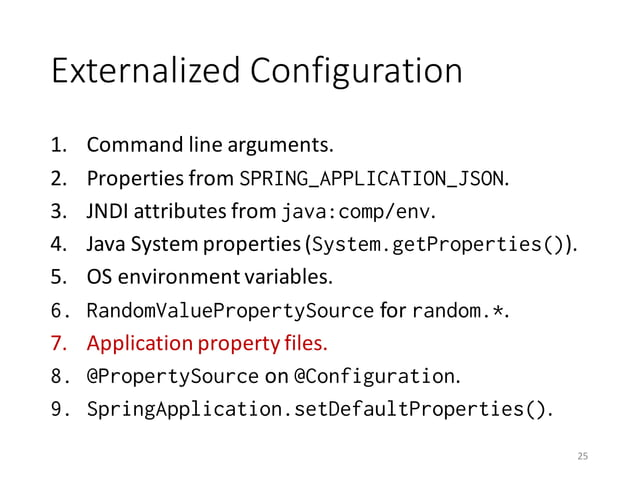 Externalized Configuration
1. Command line arguments.
2. Properties from SPRING_APPLICATION_JSON.
3. JNDI attributes from java:comp/env.
4. Java System properties (System.getProperties()).
5. OS environment variables.
6. RandomValuePropertySource for random.*.
7. Application property files.
8. @PropertySource on @Configuration.
9. SpringApplication.setDefaultProperties().
25